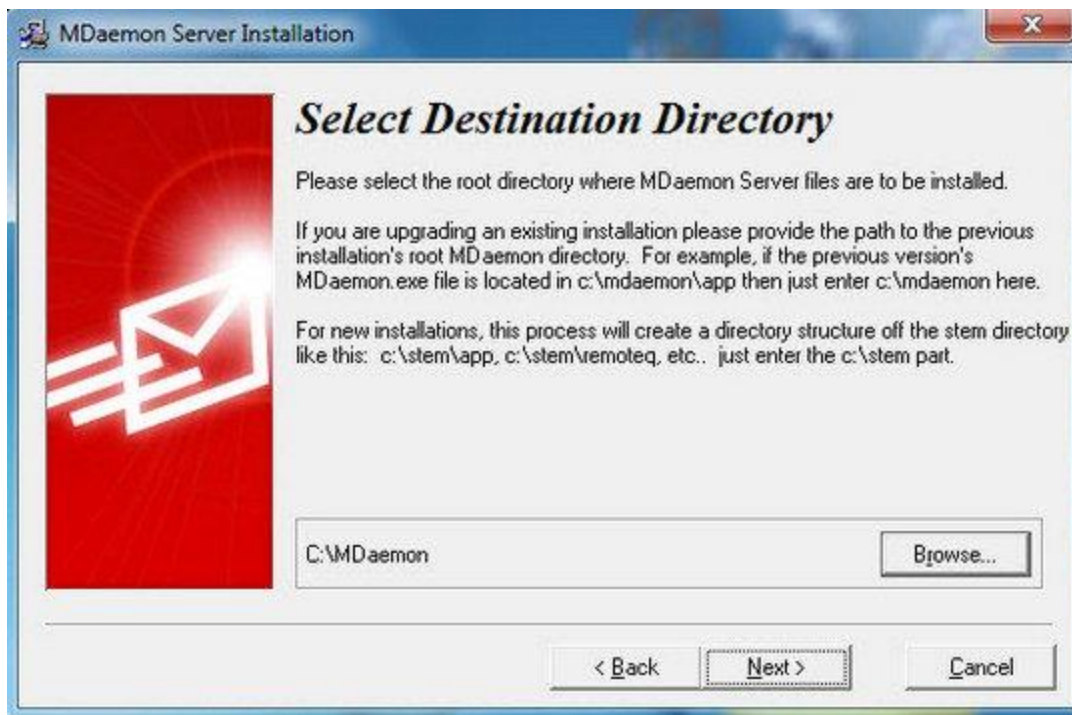 MDaemon Server Installation
Select Destination Directory
Please select the root directory where MDaemon Server files are to be installed.
If you are upgrading an existing installation please provide the path to the previous
installation's root MDaemon directory.  For example, if the previous version's
MDaemon.exe file is located in c:\mdaemon\app then just enter c:\mdaemon here.
For new installations, this process will create a directory structure off the stem directory
like this:  c:\stem\app, c:\stem\remoteq, etc..  just enter the c:\stem part.
C:\MDaemon
Browse...
< Back
Next >
Cancel